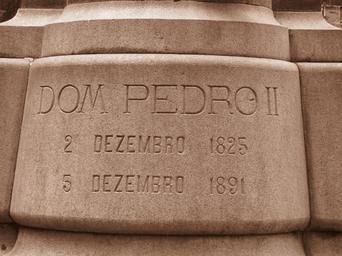 DOM PEDRO II
2 DEZEMBRO 1825
5 DEZEMBRO 1891